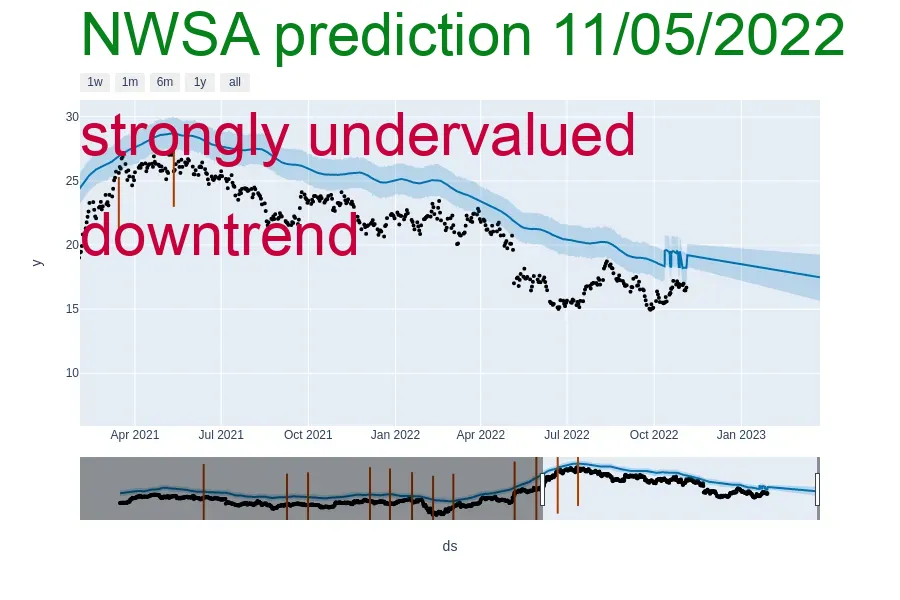 NWSA prediction 11/05/2022
1w 1m 6m 1y all
strongly undervalued
downtrend
30
25
20
15
10
y
Apr 2021 Jul 2021 Oct 2021 Jan 2022 Apr 2022 Jul 2022 Oct 2022 Jan 2023
ds